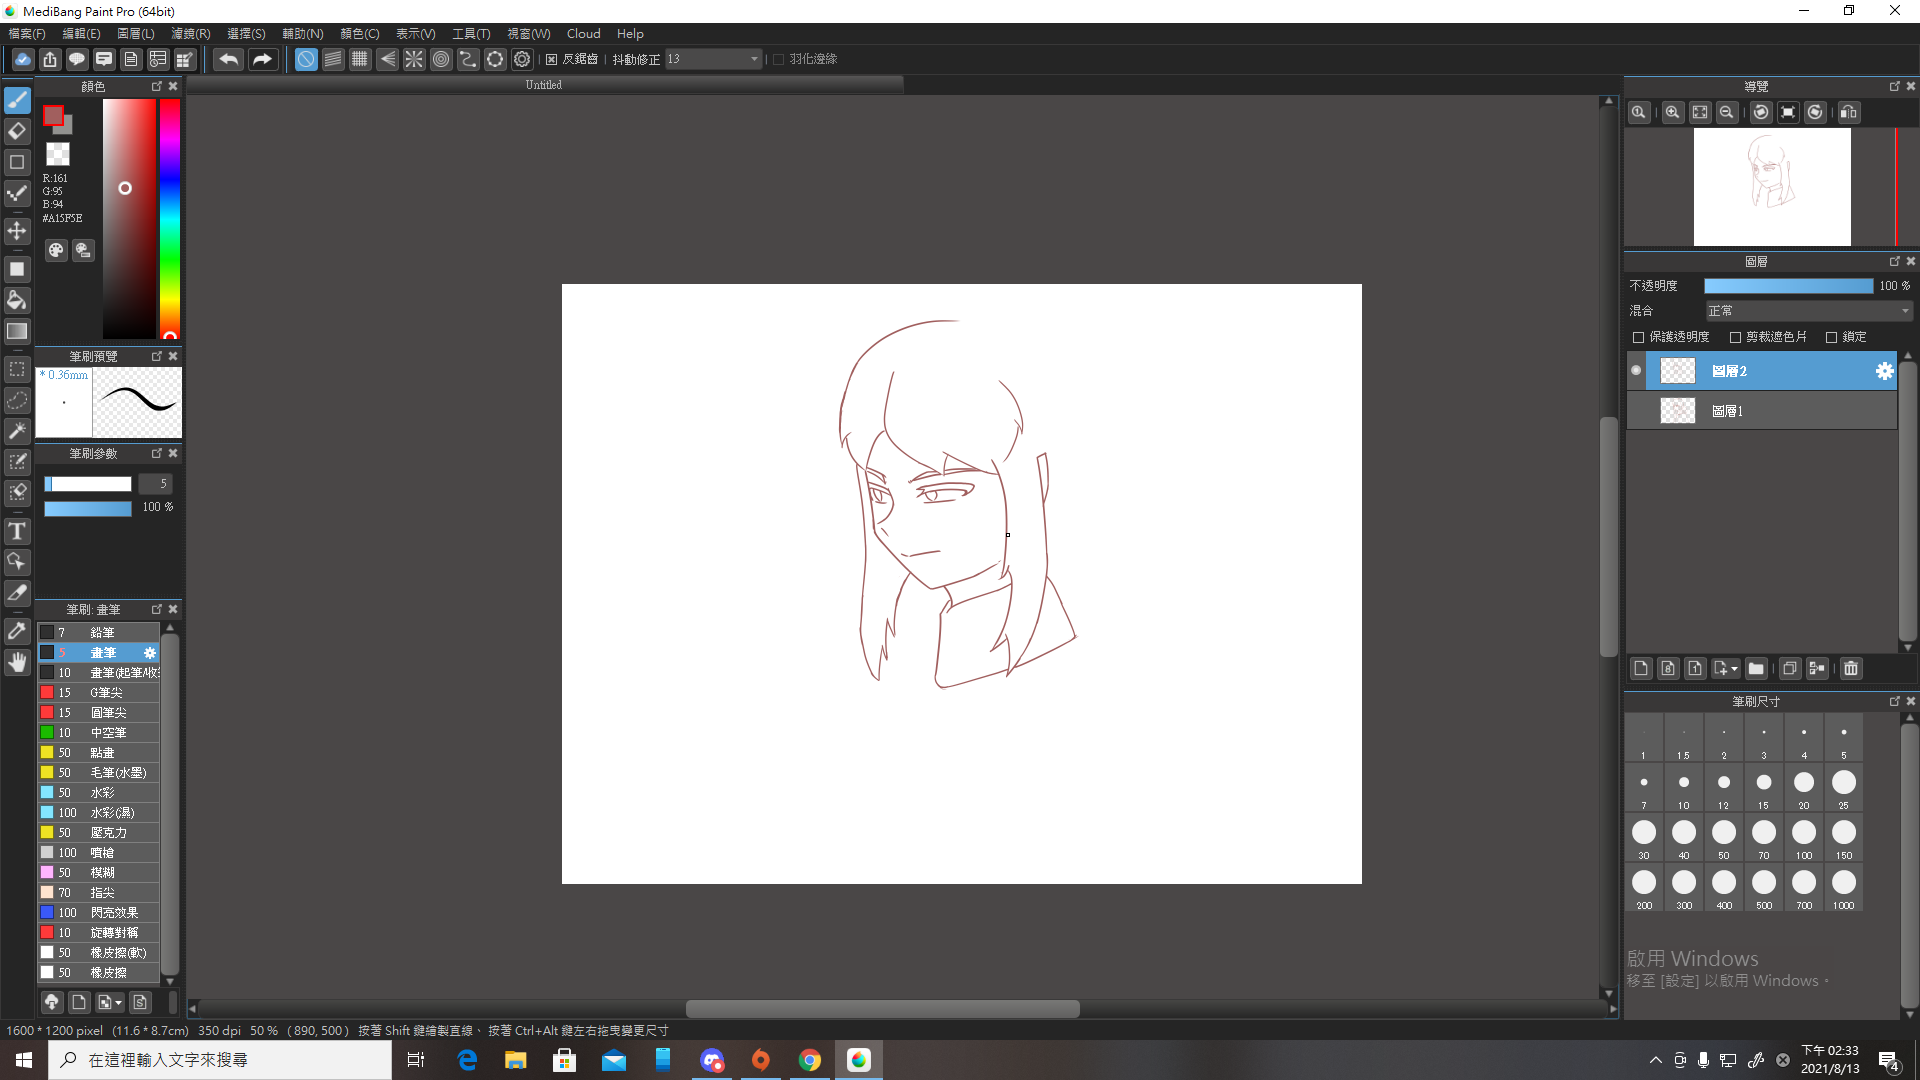 MediBang Paint Pro (64bit)
檔案(F) 編輯(E) 圖層(L) 濾鏡(R) 選擇(S) 輔助(N) 顏色(C) 表示(V) 工具(T) 視窗(W) Cloud Help
反鋸齒 抖動修正 13 羽化邊緣
顏色
Untitled
R:161
G:95
B:94
#A15F5E
筆刷預覽
* 0.36mm
筆刷參數
5
100 %
筆刷: 畫筆
7 鉛筆
5 畫筆
10 畫筆(起筆/收
15 G筆尖
15 圓筆尖
10 中空筆
50 點畫
50 毛筆(水墨)
50 水彩
100 水彩(濕)
50 壓克力
100 噴槍
50 模糊
70 指尖
100 閃亮效果
10 旋轉對稱
50 橡皮擦(軟)
50 橡皮擦
導覽
圖層
不透明度 100 %
混合 正常
保護透明度 剪裁遮色片 鎖定
圖層2
圖層1
筆刷尺寸
1 1.5 2 3 4 5
7 10 12 15 20 25
30 40 50 70 100 150
200 300 400 500 700 1000
啟用 Windows
移至 [設定] 以啟用 Windows。
1600 * 1200 pixel (11.6 * 8.7cm) 350 dpi 50 % ( 890, 500 ) 按著 Shift 鍵繪製直線、 按著 Ctrl+Alt 鍵左右拖曳變更尺寸
在這裡輸入文字來搜尋
下午 02:33
2021/8/13
4